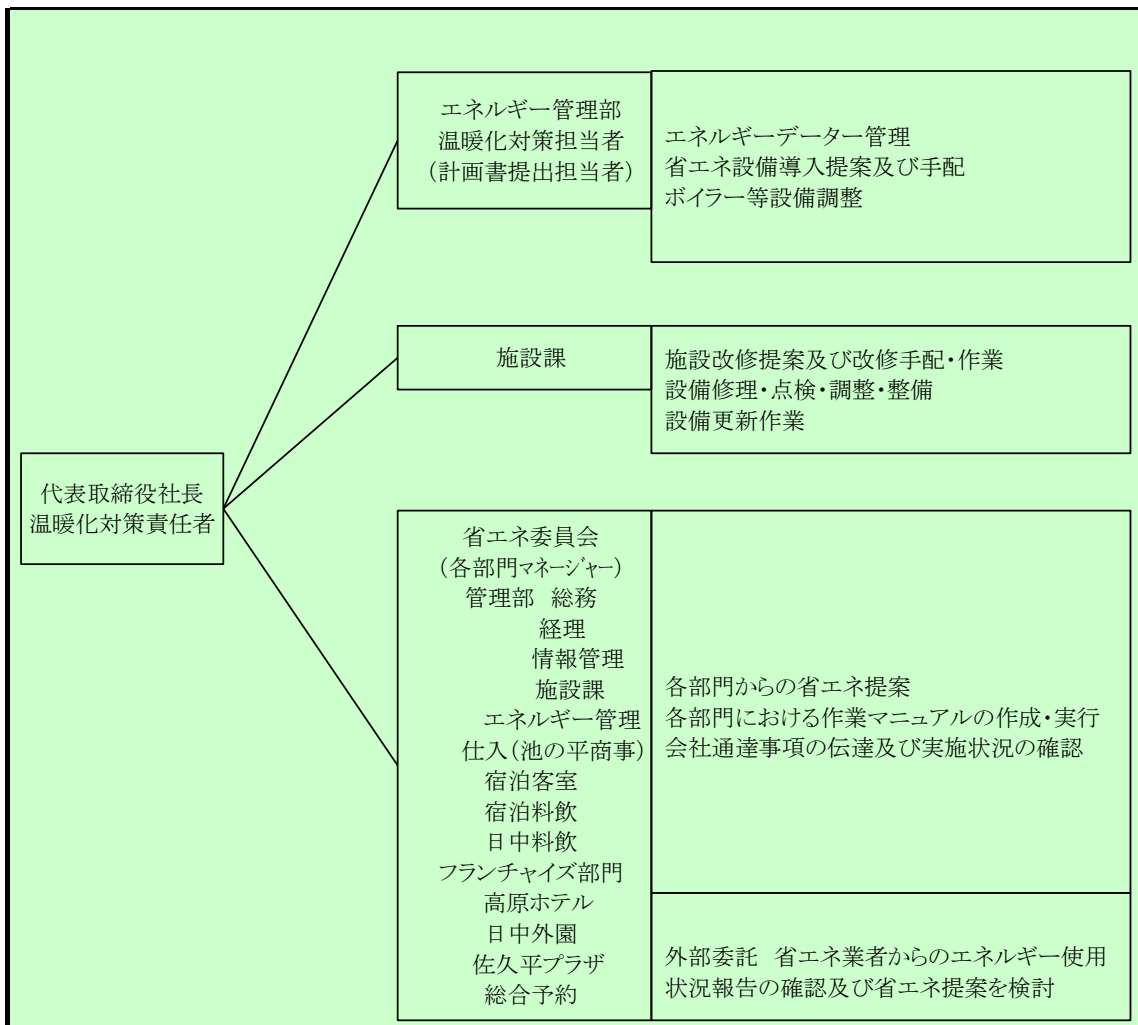 エネルギー管理部
温暖化対策担当者
(計画書提出担当者)
エネルギーデーター管理
省エネ設備導入提案及び手配
ボイラー等設備調整
施設課
施設改修提案及び改修手配・作業
設備修理・点検・調整・整備
設備更新作業
代表取締役社長
温暖化対策責任者
省エネ委員会
(各部門マネージャー)
管理部 総務
経理
情報管理
施設課
エネルギー管理
仕入(池の平商事)
宿泊客室
宿泊料飲
日中料飲
フランチャイズ部門
高原ホテル
日中外園
佐久平プラザ
総合予約
各部門からの省エネ提案
各部門における作業マニュアルの作成・実行
会社通達事項の伝達及び実施状況の確認
外部委託 省エネ業者からのエネルギー使用
状況報告の確認及び省エネ提案を検討